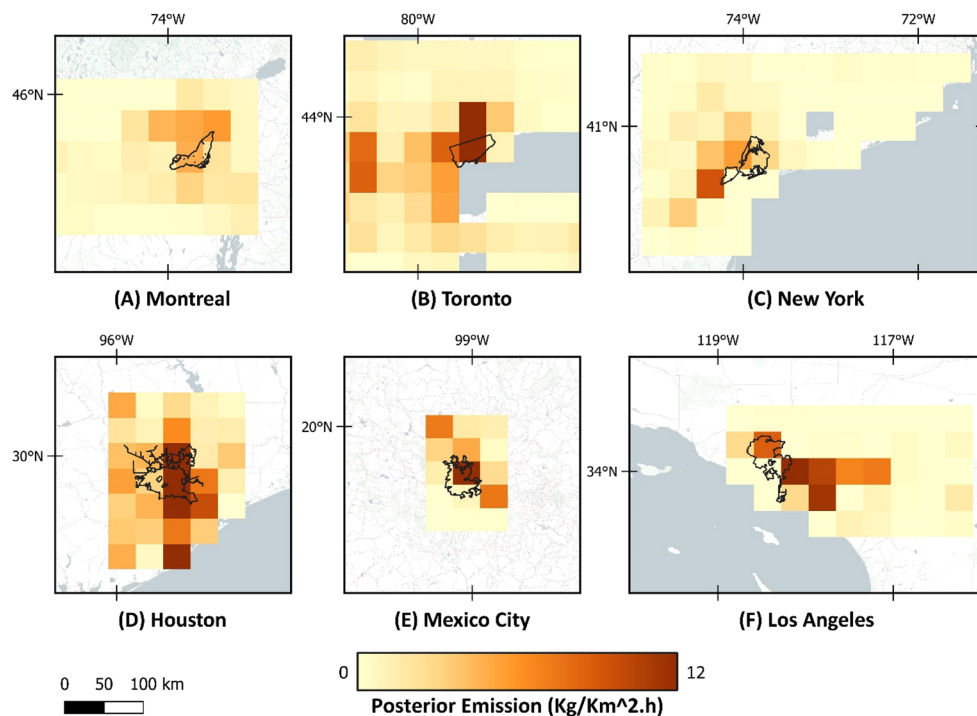 74°W
80°W
74°W
72°W
46°N
44°N
41°N
(A) Montreal
(B) Toronto
(C) New York
96°W
99°W
119°W
117°W
30°N
20°N
34°N
(D) Houston
(E) Mexico City
(F) Los Angeles
0
12
0 50 100 km
Posterior Emission (Kg/Km^2.h)